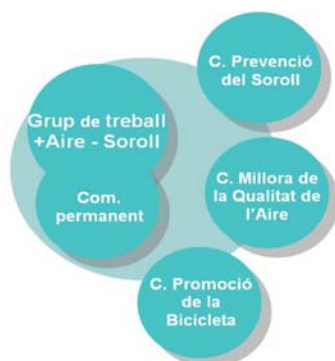 C. Prevenció
del Soroll
Grup de treball
+Aire - Soroll
Com.
permanent
C. Millora de
la Qualitat de
l'Aire
C. Promoció
de la
Bicicleta